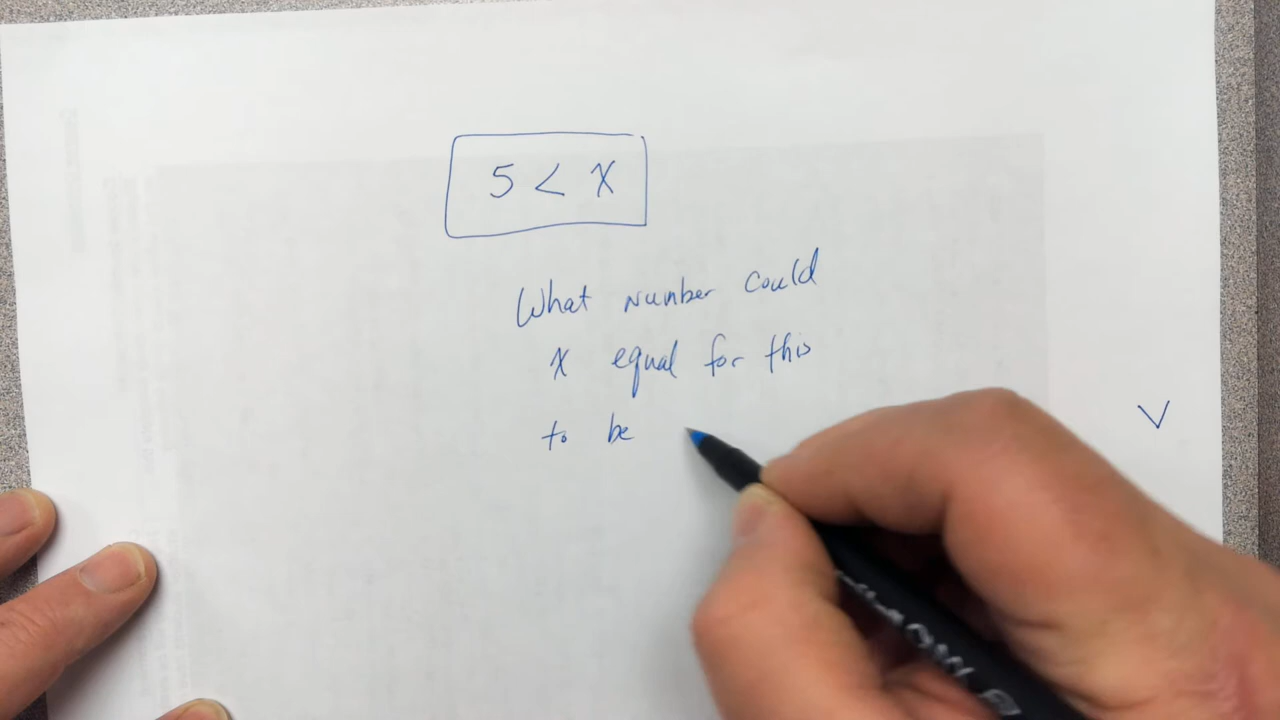 5 < x
What number could
x equal for this
to be
V